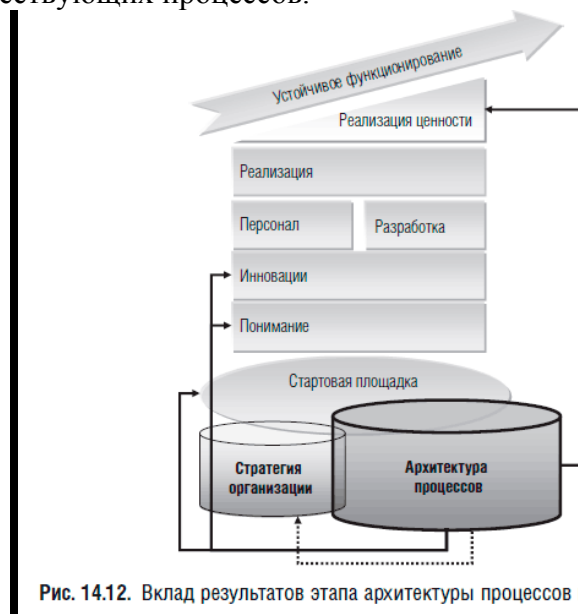 ствующих процессов.
Устойчивое функционирование
Реализация ценности
Реализация
Персонал
Разработка
Инновации
Понимание
Стартовая площадка
Стратегия
организации
Архитектура
процессов
Рис. 14.12. Вклад результатов этапа архитектуры процессов